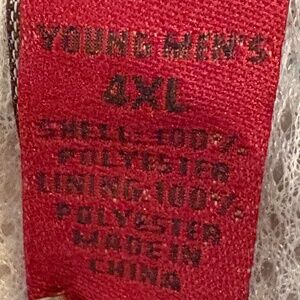 YOUNG MEN'S
4XL
SHELL: 100%
POLYESTER
LINING: 100%
POLYESTER
MADE IN
CHINA